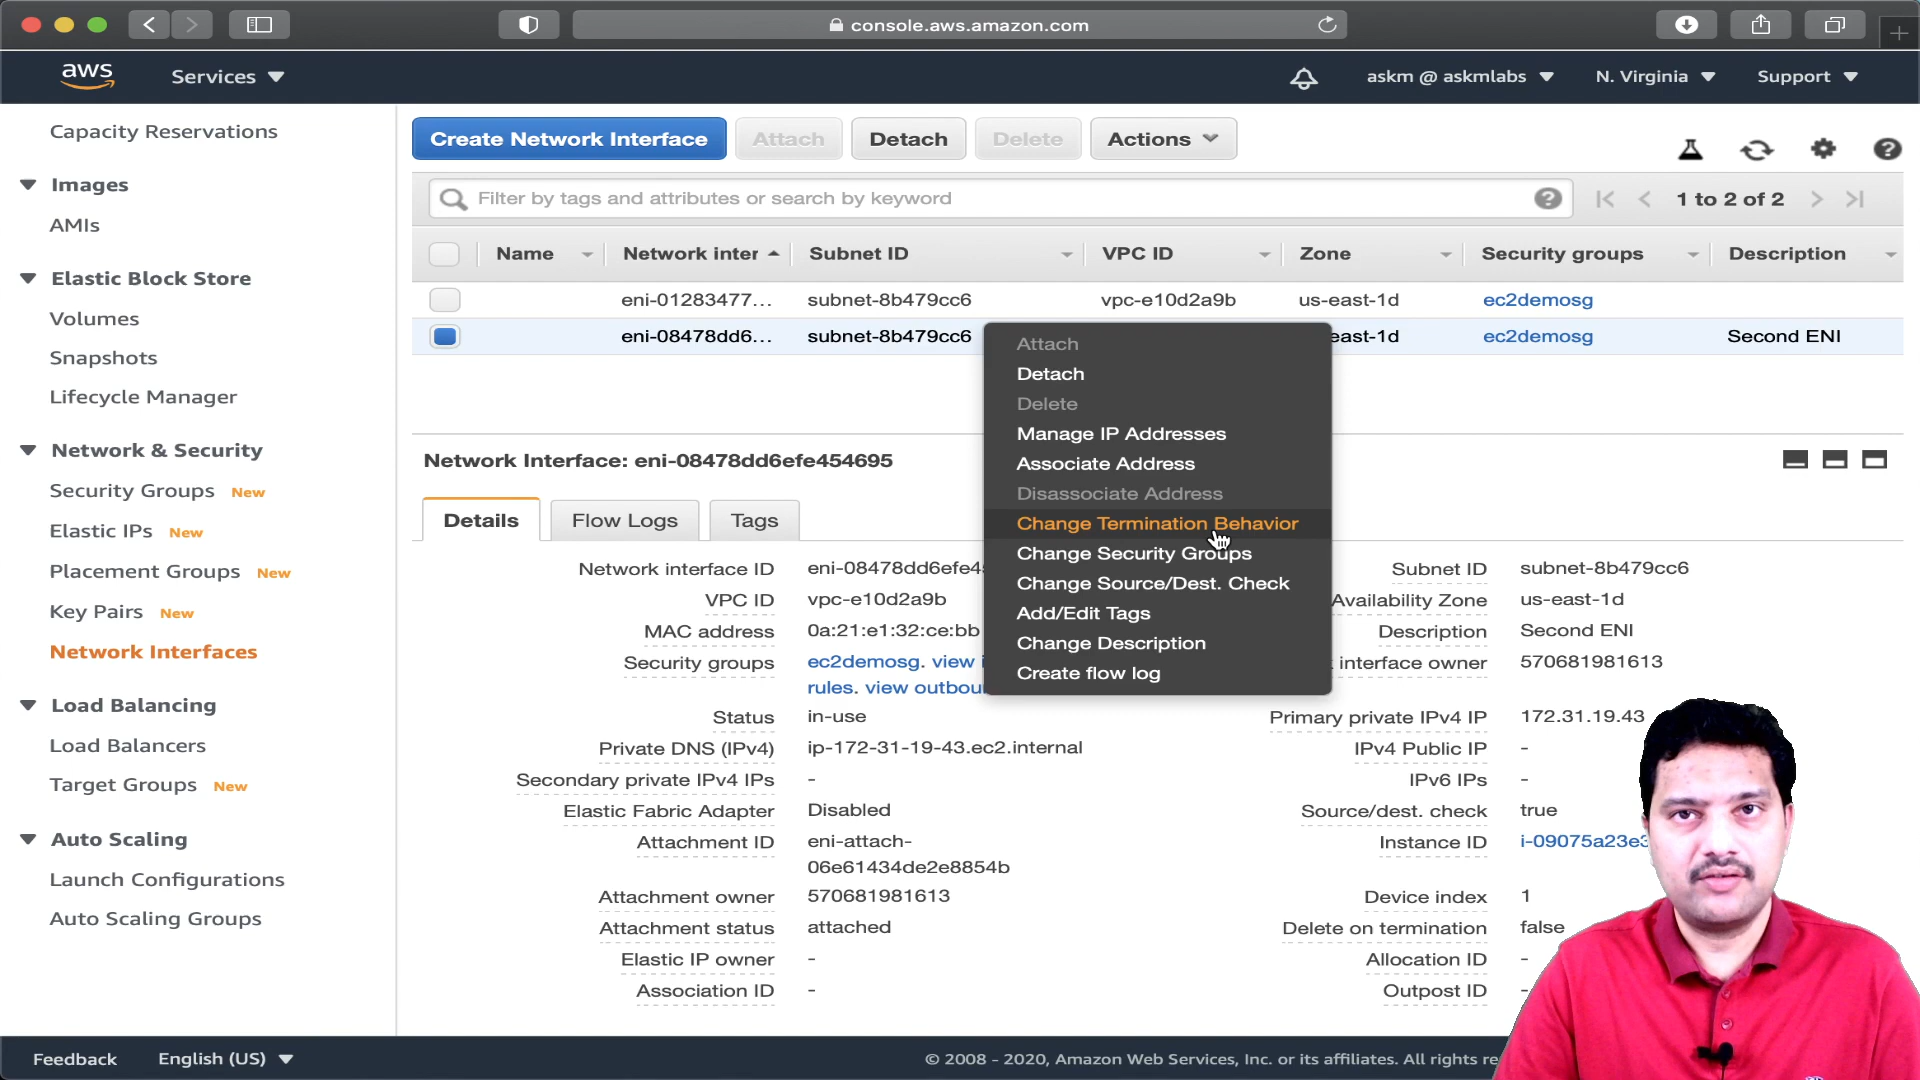 console.aws.amazon.com
aws Services askm @ askmlabs N. Virginia Support
Capacity Reservations
Images
AMIs
Elastic Block Store
Volumes
Snapshots
Lifecycle Manager
Network & Security
Security Groups New
Elastic IPs New
Placement Groups New
Key Pairs New
Network Interfaces
Load Balancing
Load Balancers
Target Groups New
Auto Scaling
Launch Configurations
Auto Scaling Groups
Create Network Interface Attach Detach Delete Actions
Filter by tags and attributes or search by keyword 1 to 2 of 2
Name Network inter Subnet ID VPC ID Zone Security groups Description
eni-01283477... subnet-8b479cc6 vpc-e10d2a9b us-east-1d ec2demosg
eni-08478dd6... subnet-8b479cc6 east-1d ec2demosg Second ENI
Attach
Detach
Delete
Manage IP Addresses
Associate Address
Disassociate Address
Change Termination Behavior
Change Security Groups
Change Source/Dest. Check
Add/Edit Tags
Change Description
Create flow log
Network Interface: eni-08478dd6efe454695
Details Flow Logs Tags
Network interface ID eni-08478dd6efe4 Subnet ID subnet-8b479cc6
VPC ID vpc-e10d2a9b Availability Zone us-east-1d
MAC address 0a:21:e1:32:ce:bb Description Second ENI
Security groups ec2demosg. view interface owner 570681981613
rules. view
Status in-use Primary private IPv4 IP 172.31.19.43
Private DNS (IPv4) ip-172-31-19-43.ec2.internal IPv4 Public IP -
Secondary private IPv4 IPs - IPv6 IPs -
Elastic Fabric Adapter Disabled Source/dest. check true
Attachment ID eni-attach- Instance ID i-09075a23e3
06e61434de2e8854b
Attachment owner 570681981613 Device index 1
Attachment status attached Delete on termination false
Elastic IP owner - Allocation ID -
Association ID - Outpost ID -
Feedback English (US) © 2008 - 2020, Amazon Web Services, Inc. or its affiliates. All rights